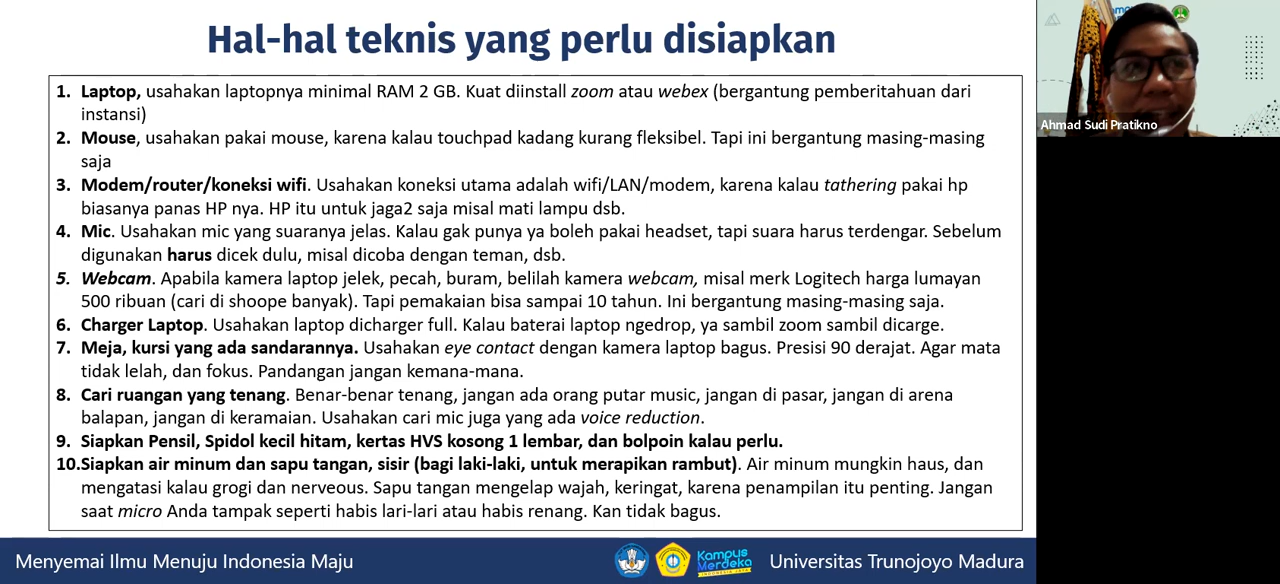 Hal-hal teknis yang perlu disiapkan
1. Laptop, usahakan laptopnya minimal RAM 2 GB. Kuat diinstall zoom atau webex (bergantung pemberitahuan dari
instansi)
2. Mouse, usahakan pakai mouse, karena kalau touchpad kadang kurang fleksibel. Tapi ini bergantung masing-masing
saja
3. Modem/router/koneksi wifi. Usahakan koneksi utama adalah wifi/LAN/modem, karena kalau tathering pakai hp
biasanya panas HP nya. HP itu untuk jaga2 saja misal mati lampu dsb.
4. Mic. Usahakan mic yang suaranya jelas. Kalau gak punya ya boleh pakai headset, tapi suara harus terdengar. Sebelum
digunakan harus dicek dulu, misal dicoba dengan teman, dsb.
5. Webcam. Apabila kamera laptop jelek, pecah, buram, belilah kamera webcam, misal merk Logitech harga lumayan
500 ribuan (cari di shoope banyak). Tapi pemakaian bisa sampai 10 tahun. Ini bergantung masing-masing saja.
6. Charger Laptop. Usahakan laptop dicharger full. Kalau baterai laptop ngedrop, ya sambil zoom sambil dicarge.
7. Meja, kursi yang ada sandarannya. Usahakan eye contact dengan kamera laptop bagus. Presisi 90 derajat. Agar mata
tidak lelah, dan fokus. Pandangan jangan kemana-mana.
8. Cari ruangan yang tenang. Benar-benar tenang, jangan ada orang putar music, jangan di pasar, jangan di arena
balapan, jangan di keramaian. Usahakan cari mic juga yang ada voice reduction.
9. Siapkan Pensil, Spidol kecil hitam, kertas HVS kosong 1 lembar, dan bolpoin kalau perlu.
10.Siapkan air minum dan sapu tangan, sisir (bagi laki-laki, untuk merapikan rambut). Air minum mungkin haus, dan
mengatasi kalau grogi dan nerveous. Sapu tangan mengelap wajah, keringat, karena penampilan itu penting. Jangan
saat micro Anda tampak seperti habis lari-lari atau habis renang. Kan tidak bagus.
Menyemai Ilmu Menuju Indonesia Maju
Kampus
Merdeka
INDONESIA JAYA
Universitas Trunojoyo Madura
Ahmad Sudi Pratikno